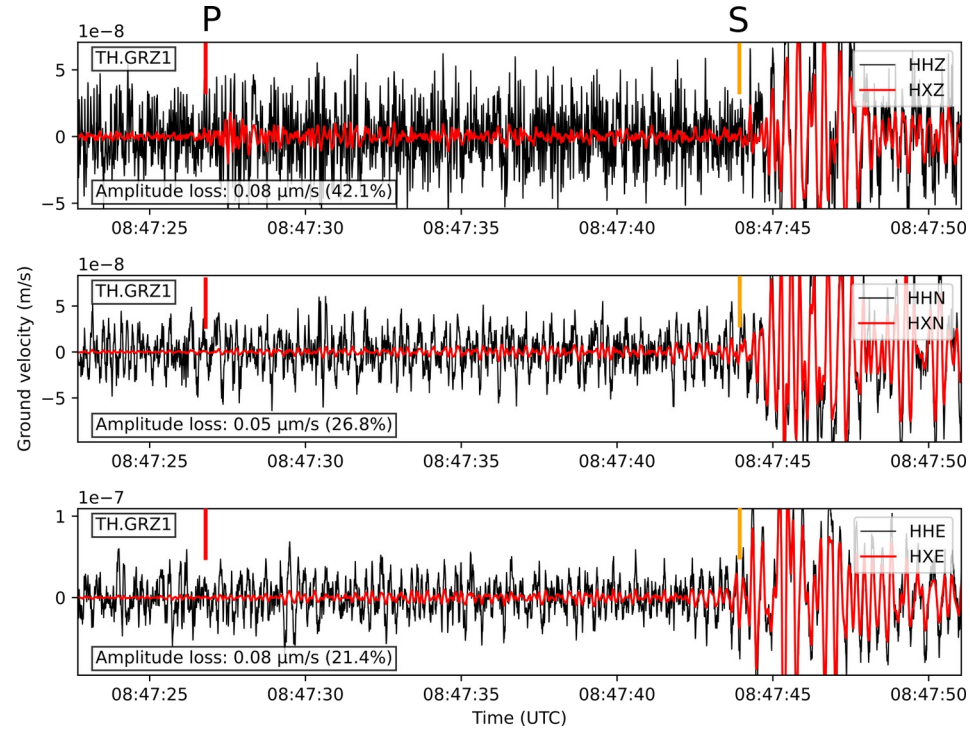 P S
1e−8
TH.GRZ1
HHZ
HXZ
5
0
−5
Amplitude loss: 0.08 µm/s (42.1%)
08:47:25 08:47:30 08:47:35 08:47:40 08:47:45 08:47:50
1e−8
TH.GRZ1
HHN
HXN
5
0
−5
Amplitude loss: 0.05 µm/s (26.8%)
08:47:25 08:47:30 08:47:35 08:47:40 08:47:45 08:47:50
Ground velocity (m/s)
1e−7
1
TH.GRZ1
HHE
HXE
0
Amplitude loss: 0.08 µm/s (21.4%)
08:47:25 08:47:30 08:47:35 08:47:40 08:47:45 08:47:50
Time (UTC)